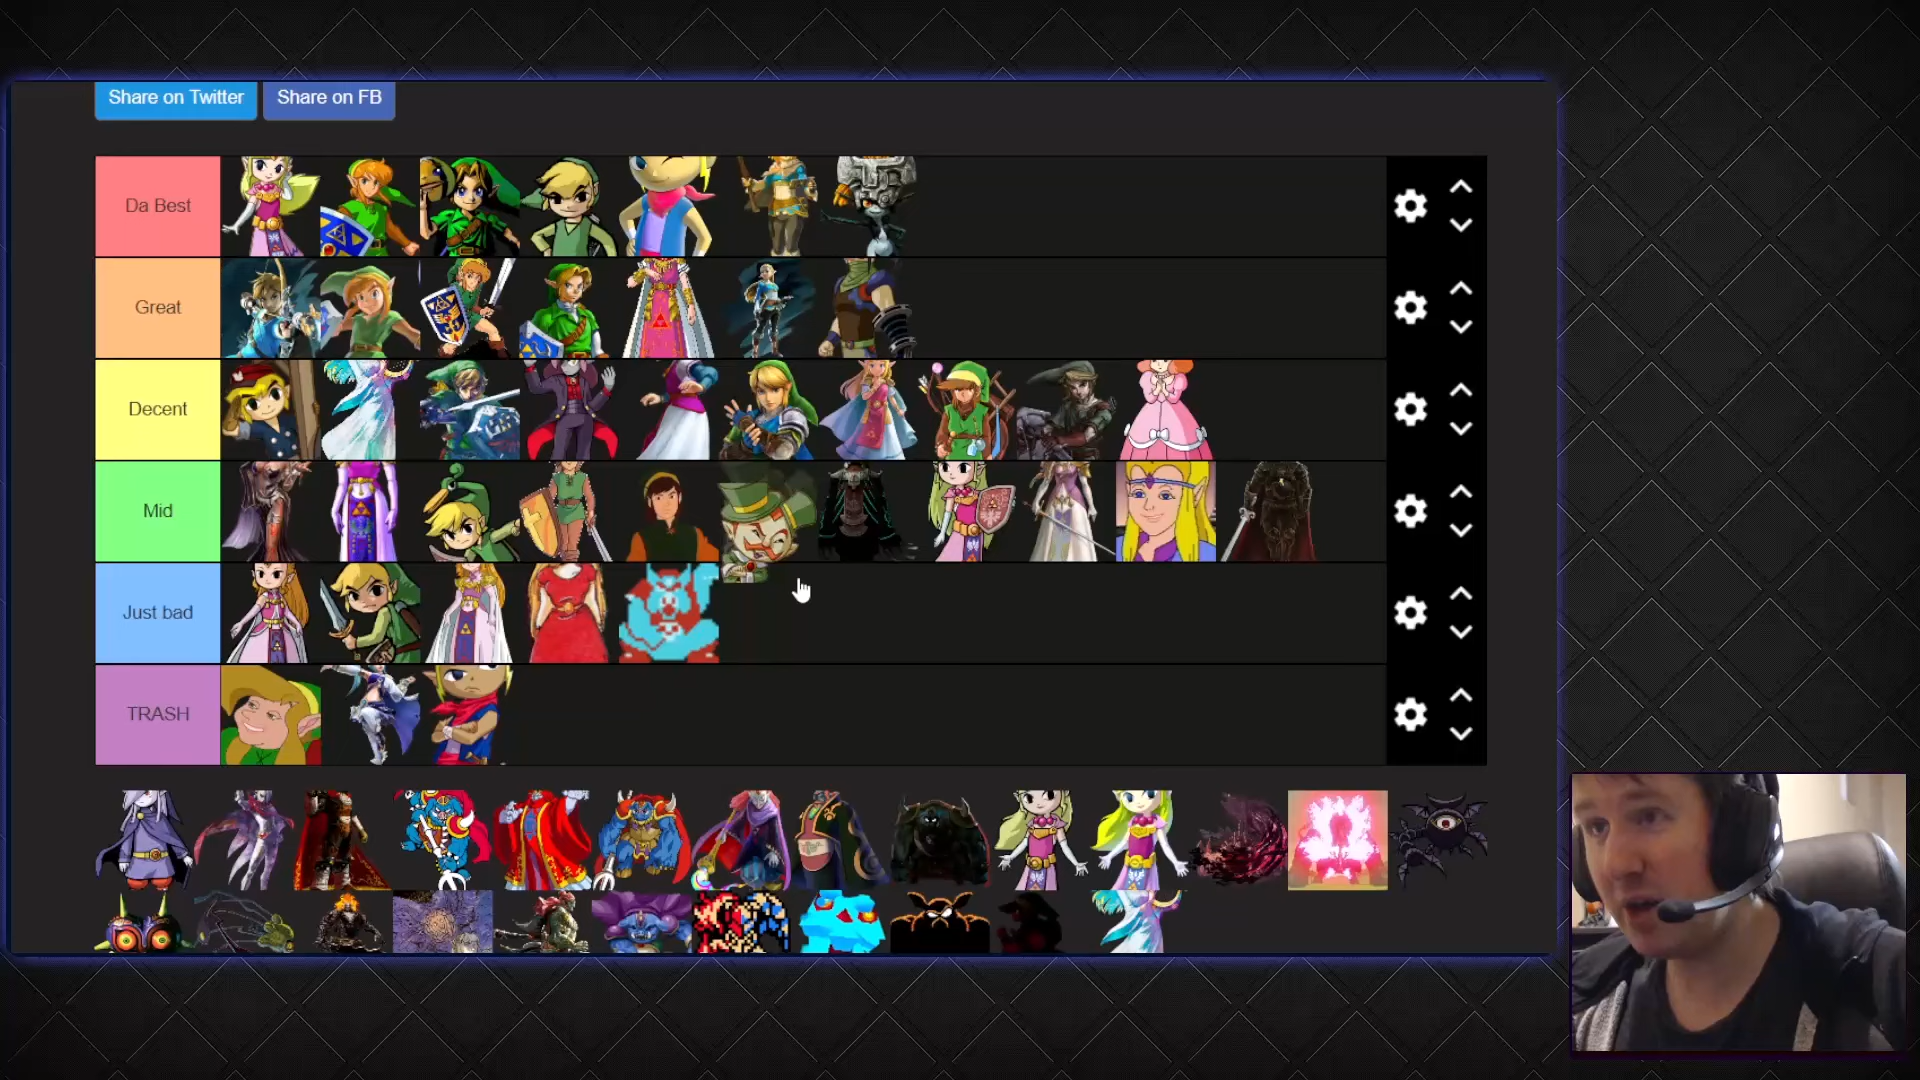 Share on Twitter Share on FB
Da Best
Great
Decent
Mid
Just bad
TRASH